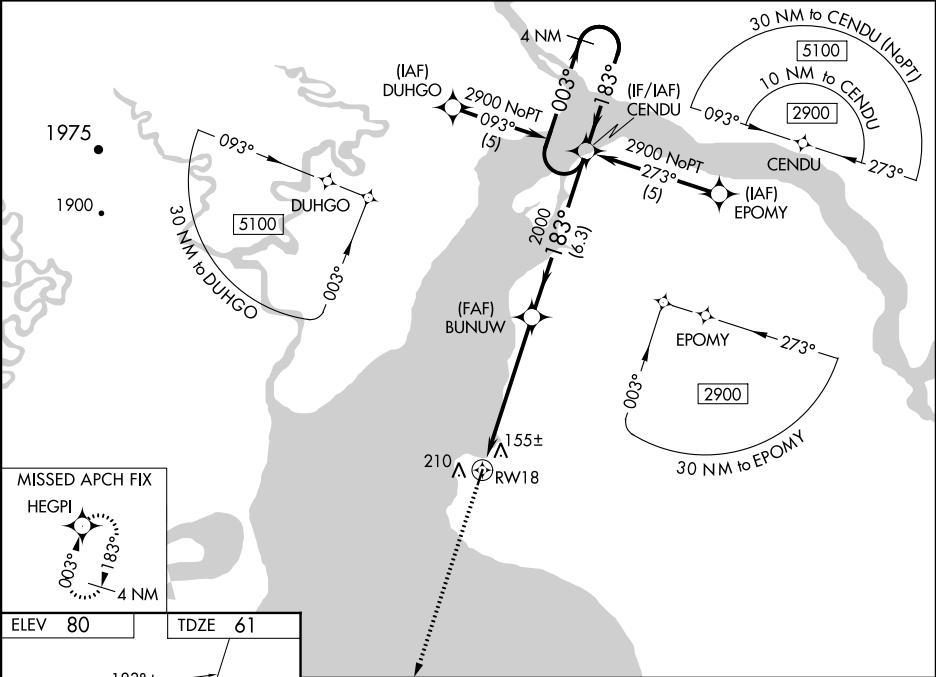 30 NM to CENDU (NoPT)
5100
10 NM to CENDU
2900
093°
CENDU
273°
4 NM
003°
183°
(IAF)
DUHGO
2900 NoPT
093°
(5)
(IF/IAF)
CENDU
2900 NoPT
273°
(5)
(IAF)
EPOMY
1975
1900
093°
DUHGO
5100
003°
30 NM to DUHGO
2000
183°
(6.3)
(FAF)
BUNUW
EPOMY
273°
003°
2900
30 NM to EPOMY
155±
210
RW18
MISSED APCH FIX
HEGPI
003°
183°
4 NM
ELEV 80
TDZE 61